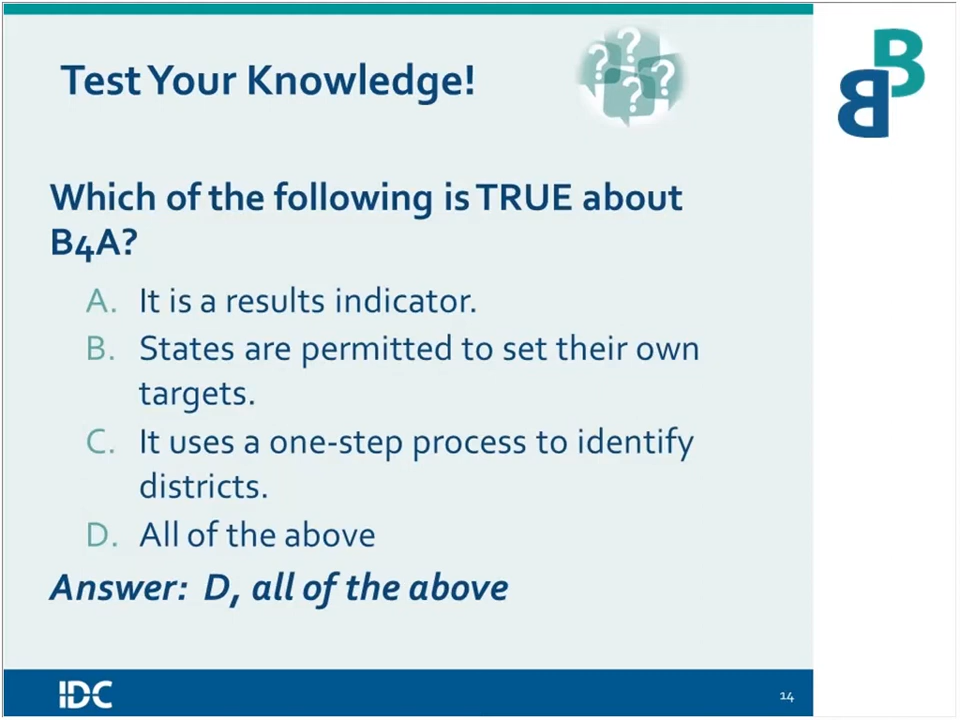 Test Your Knowledge!
Which of the following is TRUE about
B4A?
A. It is a results indicator.
B. States are permitted to set their own
targets.
C. It uses a one-step process to identify
districts.
D. All of the above
Answer: D, all of the above
IDC
14
B
B